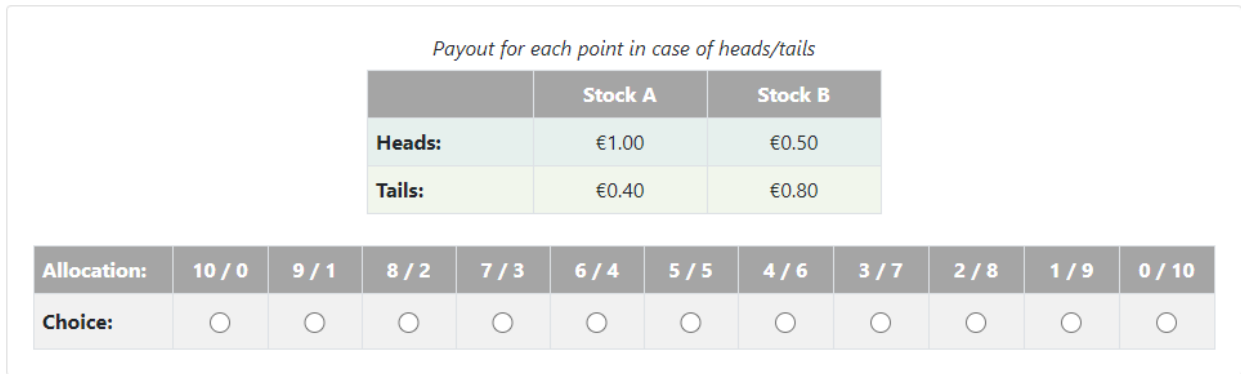 Payout for each point in case of heads/tails
Stock A Stock B
Heads: €1.00 €0.50
Tails: €0.40 €0.80
Allocation: 10 / 0 9 / 1 8 / 2 7 / 3 6 / 4 5 / 5 4 / 6 3 / 7 2 / 8 1 / 9 0 / 10
Choice: